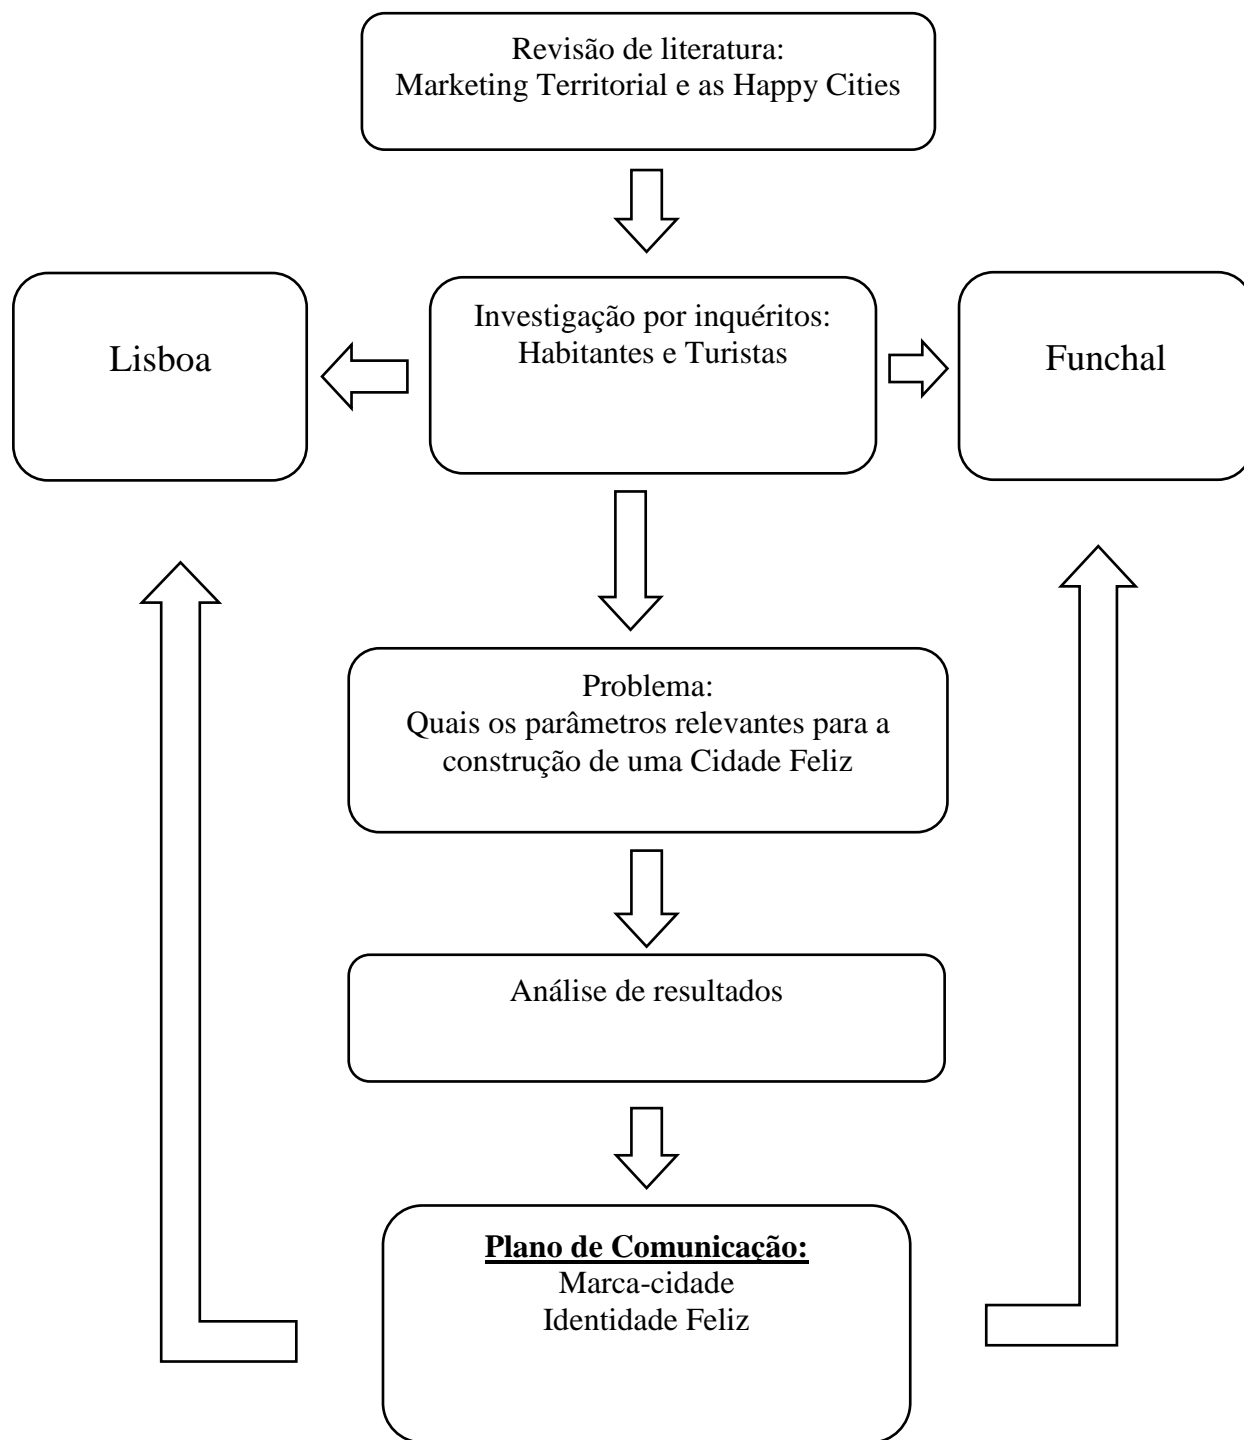 Revisão de literatura:
Marketing Territorial e as Happy Cities
Lisboa
Investigação por inquéritos:
Habitantes e Turistas
Funchal
Problema:
Quais os parâmetros relevantes para a
construção de uma Cidade Feliz
Análise de resultados
Plano de Comunicação:
Marca-cidade
Identidade Feliz